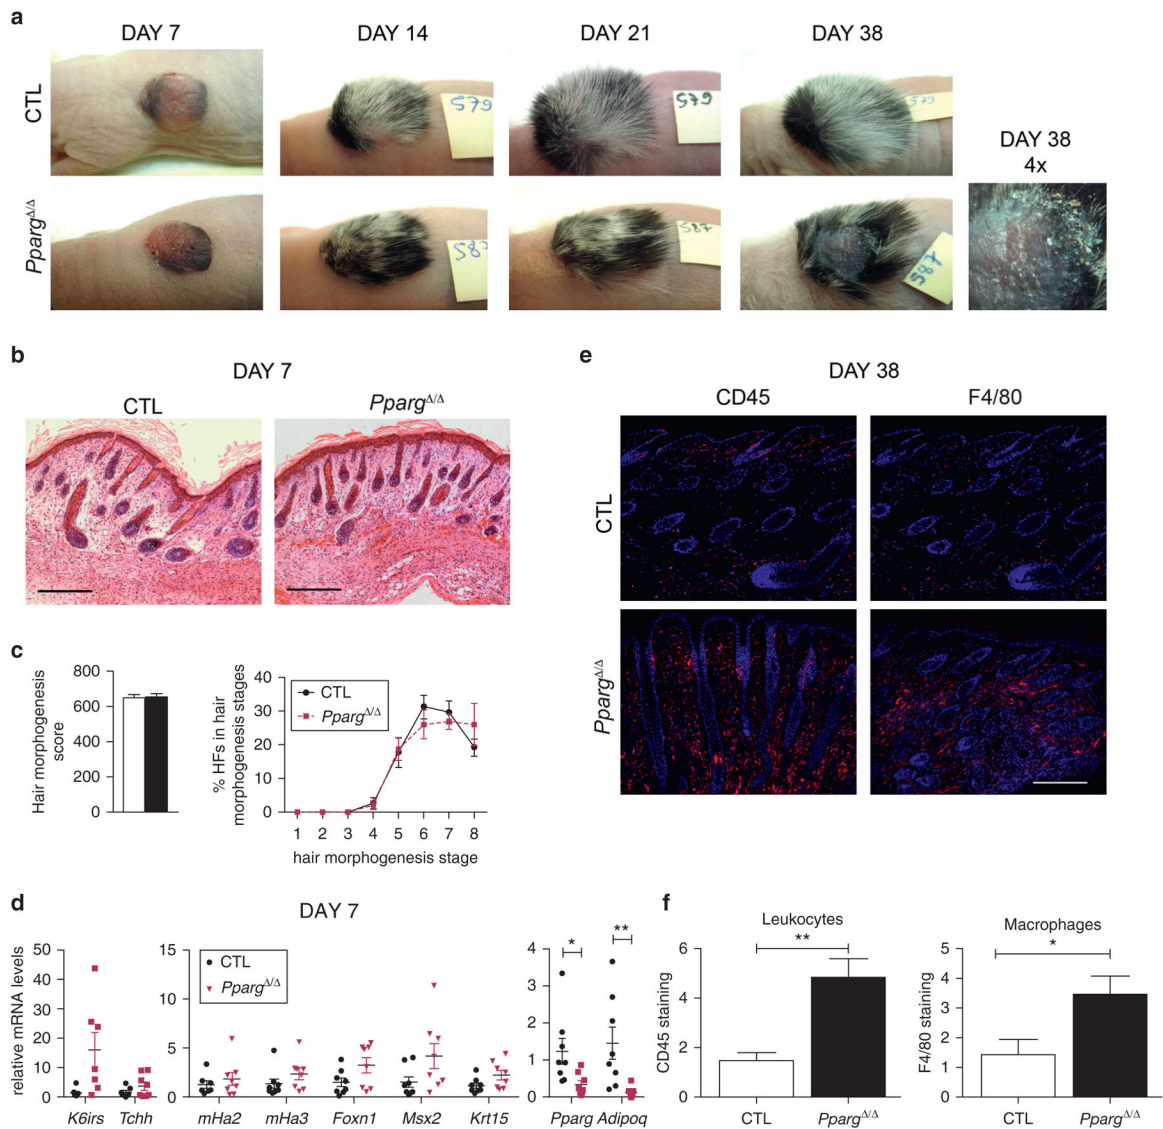 a
DAY 7
DAY 14
DAY 21
DAY 38
CTL
675
675
675
DAY 38
4x
Pparg^Δ/Δ
587
587
587
b
DAY 7
CTL
Pparg^Δ/Δ
c
Hair morphogenesis
score
800
600
400
200
0
% HFs in hair
morphogenesis stages
40
30
20
10
0
CTL
Pparg^Δ/Δ
1 2 3 4 5 6 7 8
hair morphogenesis stage
d
DAY 7
relative mRNA levels
50
40
30
20
10
0
K6irs Tchh
15
10
5
0
CTL
Pparg^Δ/Δ
mHa2 mHa3 Foxn1 Msx2 Krt15
4
3
2
1
0
*
**
Pparg Adipoq
e
DAY 38
CD45
F4/80
CTL
Pparg^Δ/Δ
f
Leukocytes
**
CD45 staining
6
4
2
0
CTL
Pparg^Δ/Δ
Macrophages
*
F4/80 staining
5
4
3
2
1
0
CTL
Pparg^Δ/Δ